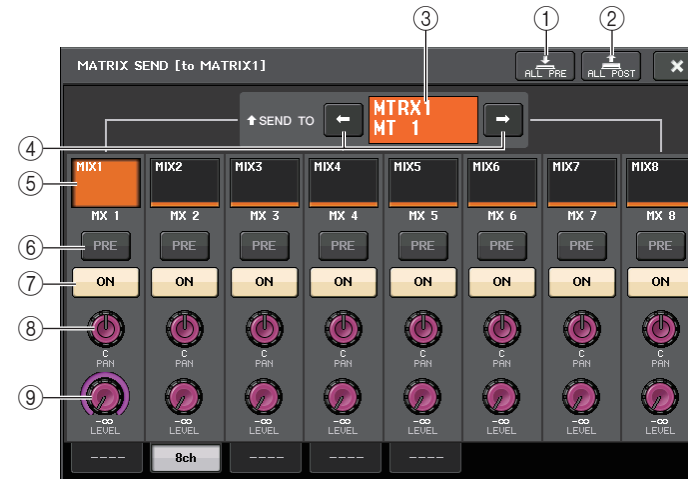 ③ ① ②
MATRIX SEND [to MATRIX1] ALL PRE ALL POST ×
SEND TO MTRX1
MT 1
④
⑤ MIX1 MIX2 MIX3 MIX4 MIX5 MIX6 MIX7 MIX8
MX 1 MX 2 MX 3 MX 4 MX 5 MX 6 MX 7 MX 8
⑥ PRE PRE PRE PRE PRE PRE PRE PRE
⑦ ON ON ON ON ON ON ON ON
⑧
C C C C C C C C
PAN PAN PAN PAN PAN PAN PAN PAN
⑨
-∞ -∞ -∞ -∞ -∞ -∞ -∞ -∞
LEVEL LEVEL LEVEL LEVEL LEVEL LEVEL LEVEL LEVEL
---- 8ch ---- ---- ----